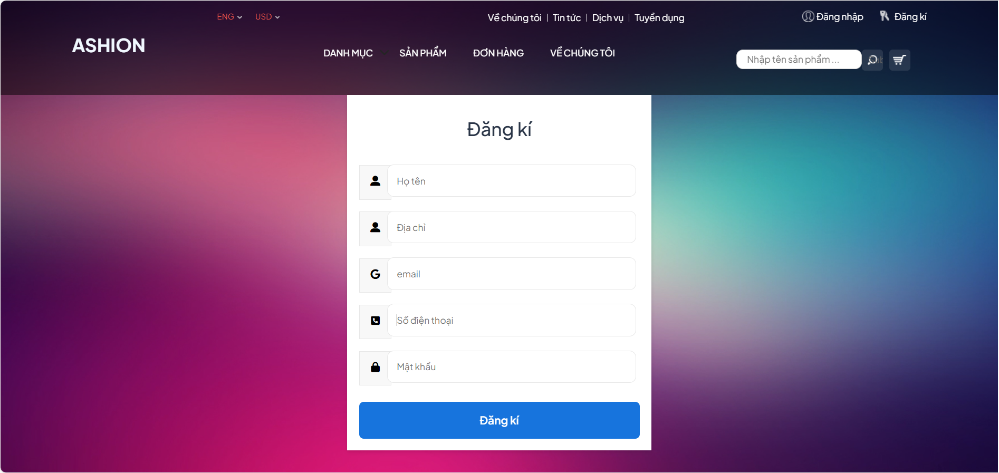 ENG USD Về chúng tôi | Tin tức | Dịch vụ | Tuyển dụng Đăng nhập Đăng kí
ASHION
DANH MỤC SẢN PHẨM ĐƠN HÀNG VỀ CHÚNG TÔI
Nhập tên sản phẩm ... Sub
Đăng kí
Họ tên
Địa chỉ
email
Số điện thoại
Mật khẩu
Đăng kí